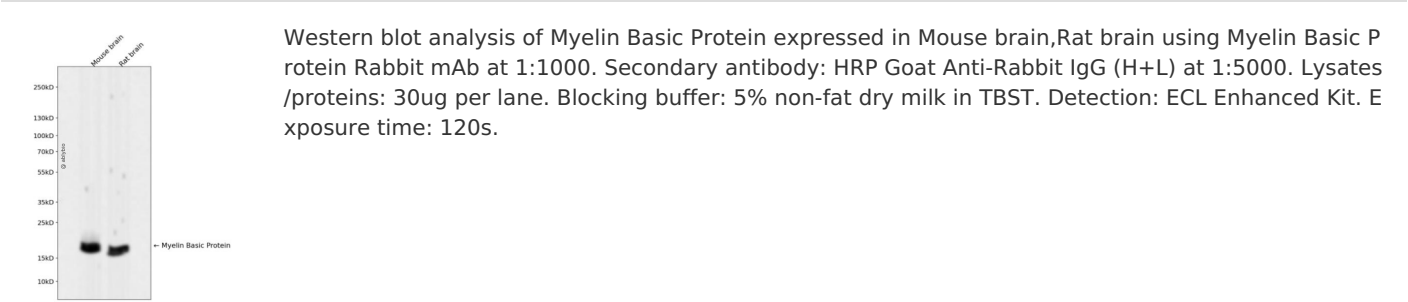 Mouse brain
Rat brain
250kD
130kD
100kD
70kD
55kD
35kD
25kD
15kD
10kD
@ abybio
← Myelin Basic Protein
Western blot analysis of Myelin Basic Protein expressed in Mouse brain,Rat brain using Myelin Basic P
rotein Rabbit mAb at 1:1000. Secondary antibody: HRP Goat Anti-Rabbit IgG (H+L) at 1:5000. Lysates
/proteins: 30ug per lane. Blocking buffer: 5% non-fat dry milk in TBST. Detection: ECL Enhanced Kit. E
xposure time: 120s.